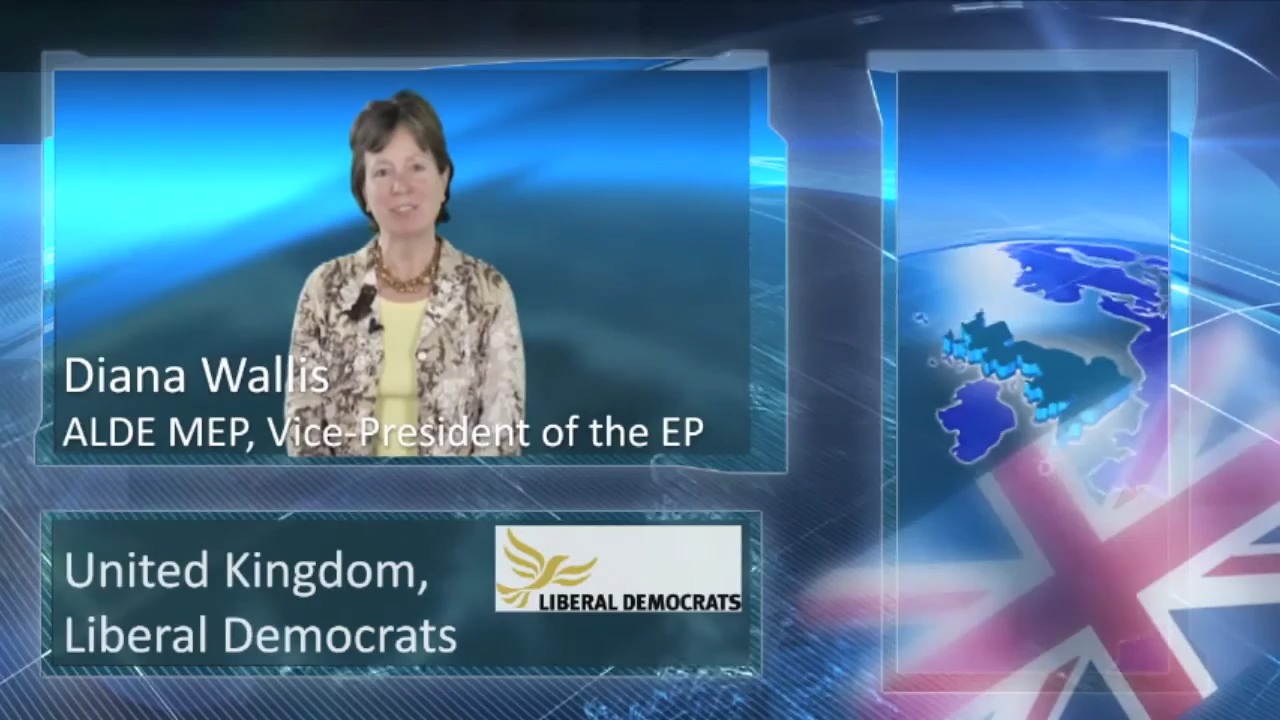 Diana Wallis
ALDE MEP, Vice-President of the EP
United Kingdom,
Liberal Democrats
LIBERAL DEMOCRATS